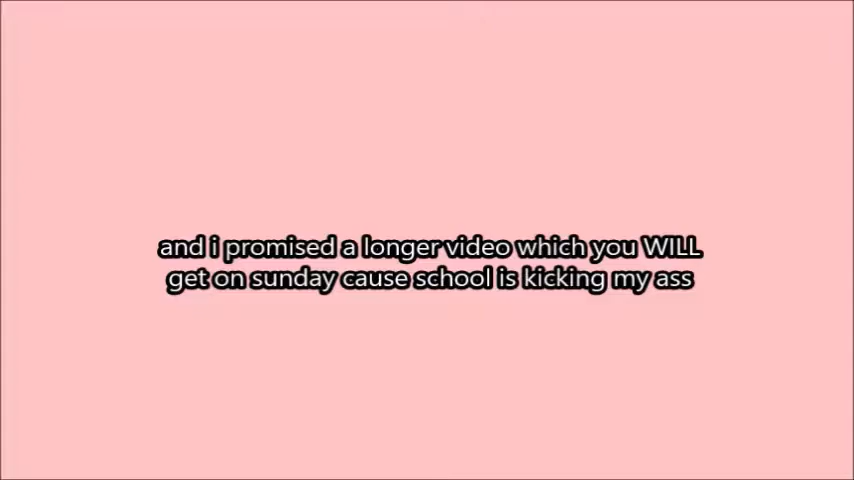 and i promised a longer video which you WILL
get on sunday cause school is kicking my ass